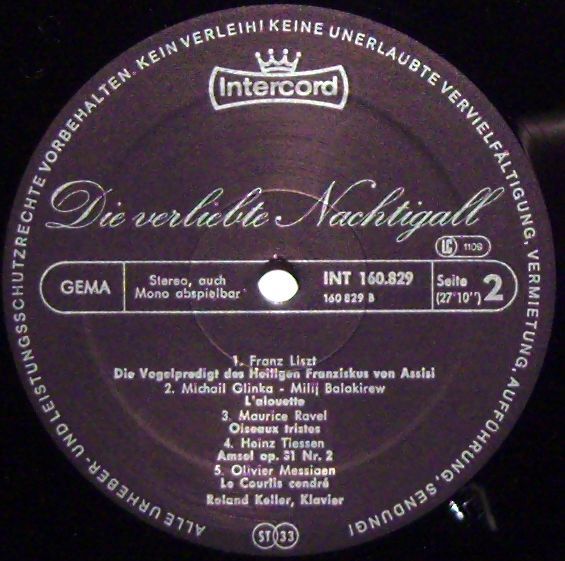 ALLE URHEBER- UND LEISTUNGSSCHUTZRECHTE VORBEHALTEN. KEIN VERLEIH! KEINE UNERLAUBTE VERVIELFÄLTIGUNG, VERMIETUNG, AUFFÜHRUNG, SENDUNG!
Intercord
Die verliebte Nachtigall
LC 1109
GEMA
Stereo, auch
Mono abspielbar
INT 160.829
160 829 B
Seite
(27'10")
2
1. Franz Liszt
Die Vogelpredigt des Heiligen Franziskus von Assisi
2. Michail Glinka - Milij Balakirew
L'alouette
3. Maurice Ravel
Oiseaux tristes
4. Heinz Tiessen
Amsel op. 31 Nr. 2
5. Olivier Messiaen
Le Courlis cendré
Roland Keller, Klavier
ST 33